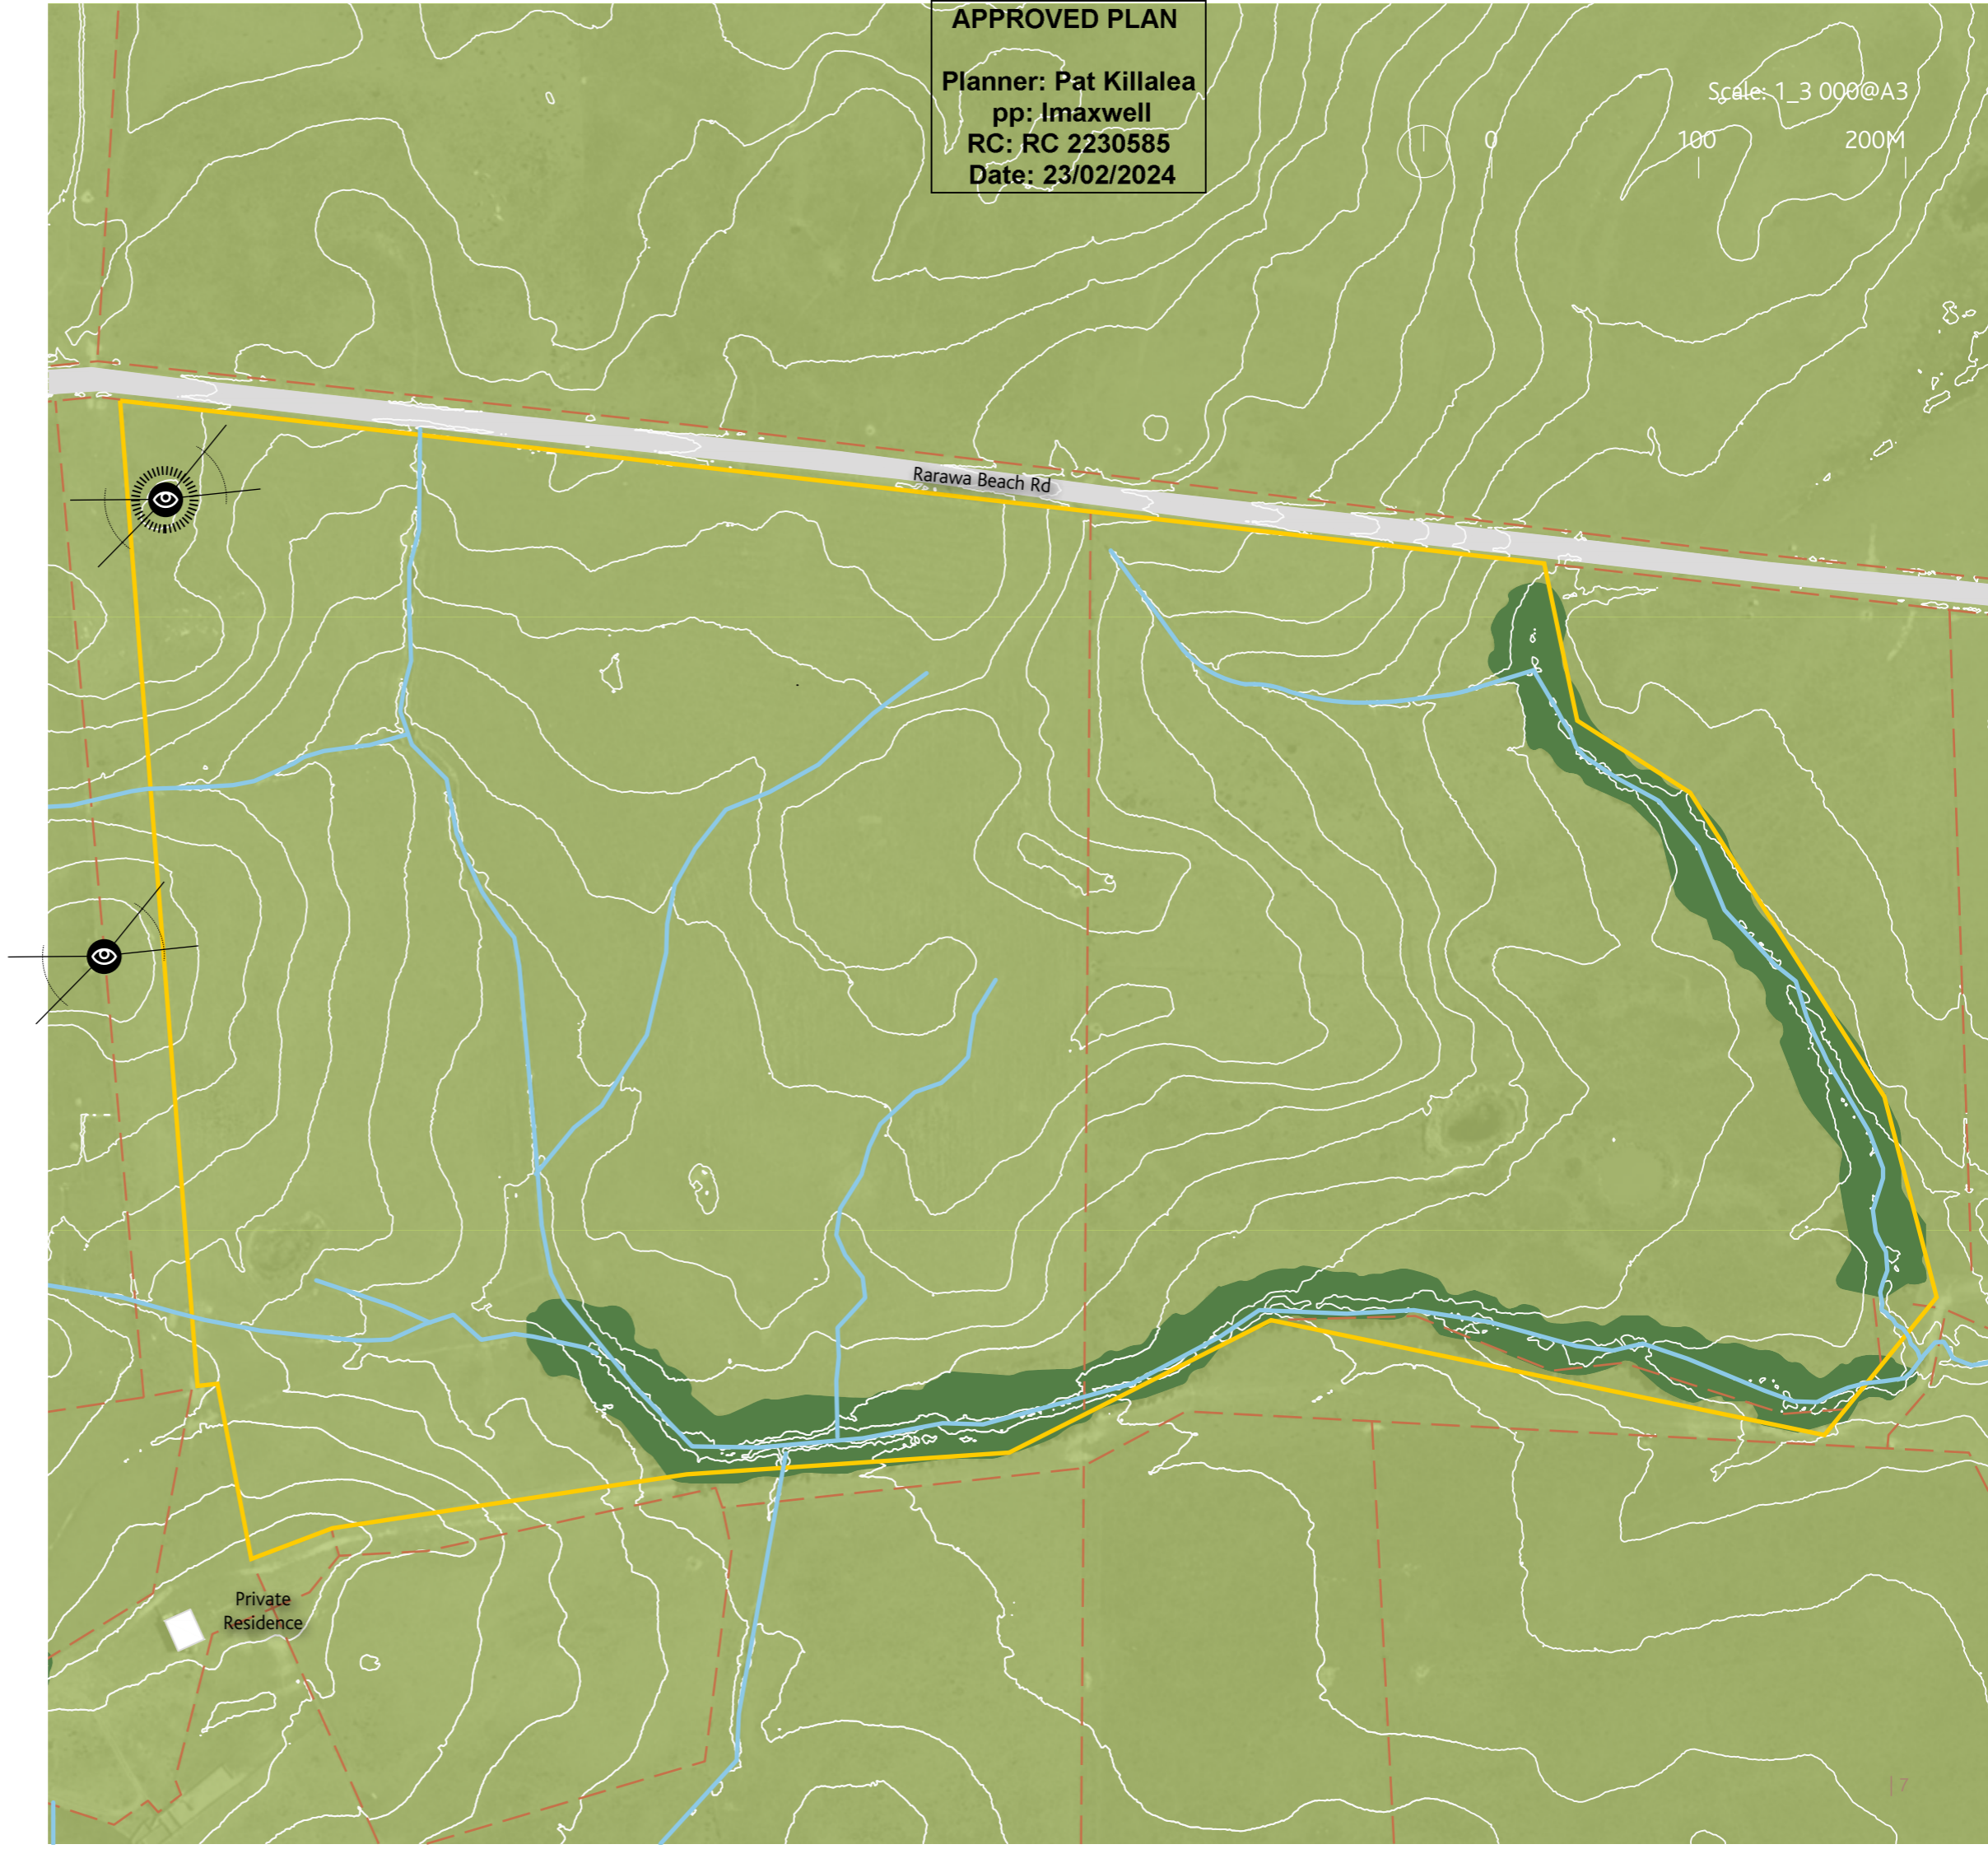 APPROVED PLAN
Planner: Pat Killalea
pp: lmaxwell
RC: RC 2230585
Date: 23/02/2024
Scale: 1_3 000@A3
0 100 200M
Rarawa Beach Rd
Private
Residence
| 7